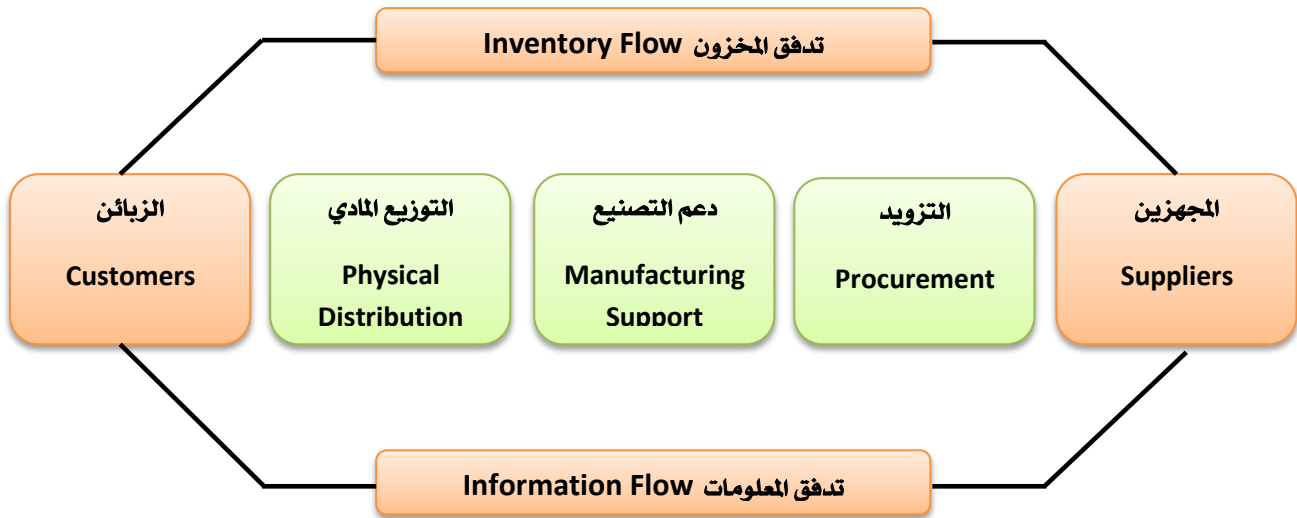 Inventory Flow تدفق المخزون
الزبائن
Customers
التوزيع المادي
Physical
Distribution
دعم التصنيع
Manufacturing
Support
التزويد
Procurement
المجهزين
Suppliers
Information Flow تدفق المعلومات